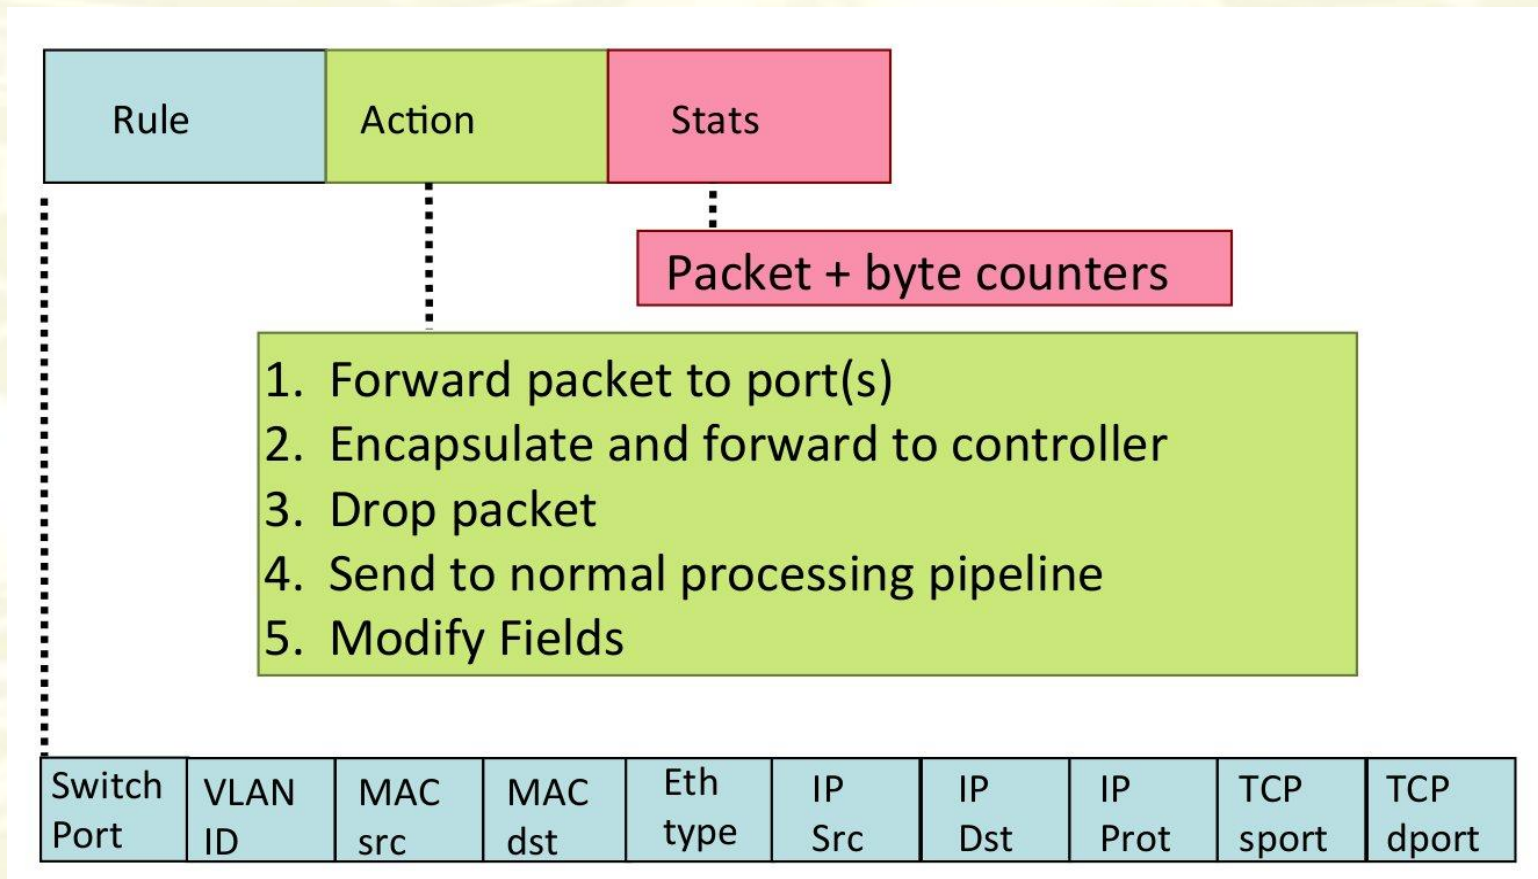 Rule
Action
Stats
Packet + byte counters
1. Forward packet to port(s)
2. Encapsulate and forward to controller
3. Drop packet
4. Send to normal processing pipeline
5. Modify Fields
Switch
Port
VLAN
ID
MAC
src
MAC
dst
Eth
type
IP
Src
IP
Dst
IP
Prot
TCP
sport
TCP
dport